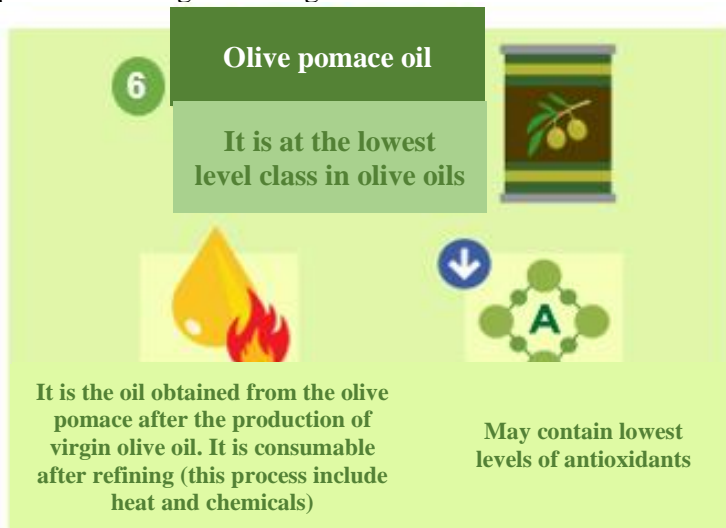 6
Olive pomace oil
It is at the lowest
level class in olive oils
A
It is the oil obtained from the olive
pomace after the production of
virgin olive oil. It is consumable
after refining (this process include
heat and chemicals)
May contain lowest
levels of antioxidants